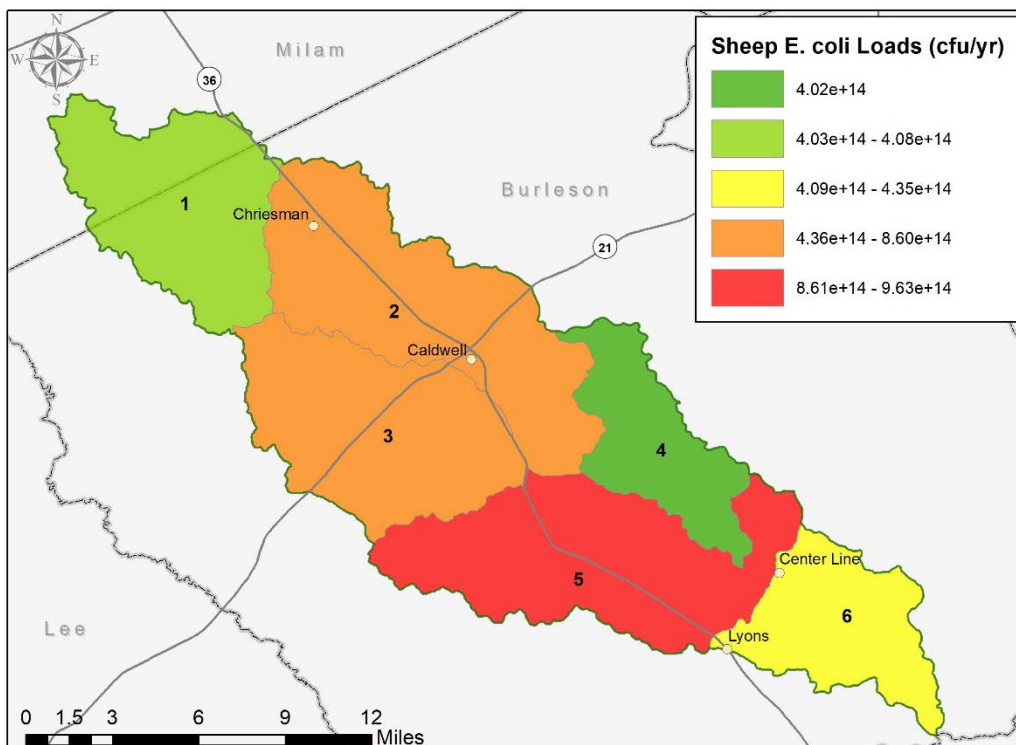 N
W E
S
Milam
36
Burleson
21
Lee
Chriesman
Caldwell
Center Line
Lyons
1
2
3
4
5
6
Sheep E. coli Loads (cfu/yr)
4.02e+14
4.03e+14 - 4.08e+14
4.09e+14 - 4.35e+14
4.36e+14 - 8.60e+14
8.61e+14 - 9.63e+14
0 1.5 3 6 9 12
Miles